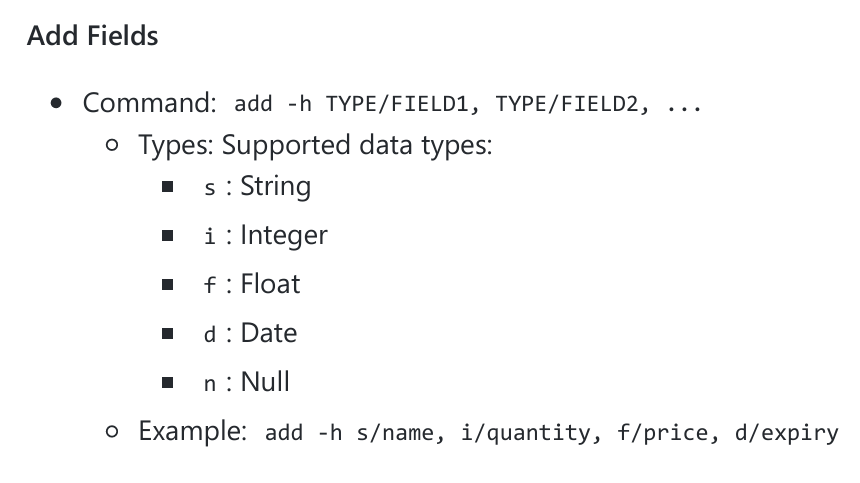 Add Fields
Command: add -h TYPE/FIELD1, TYPE/FIELD2, ...
Types: Supported data types:
s : String
i : Integer
f : Float
d : Date
n : Null
Example: add -h s/name, i/quantity, f/price, d/expiry